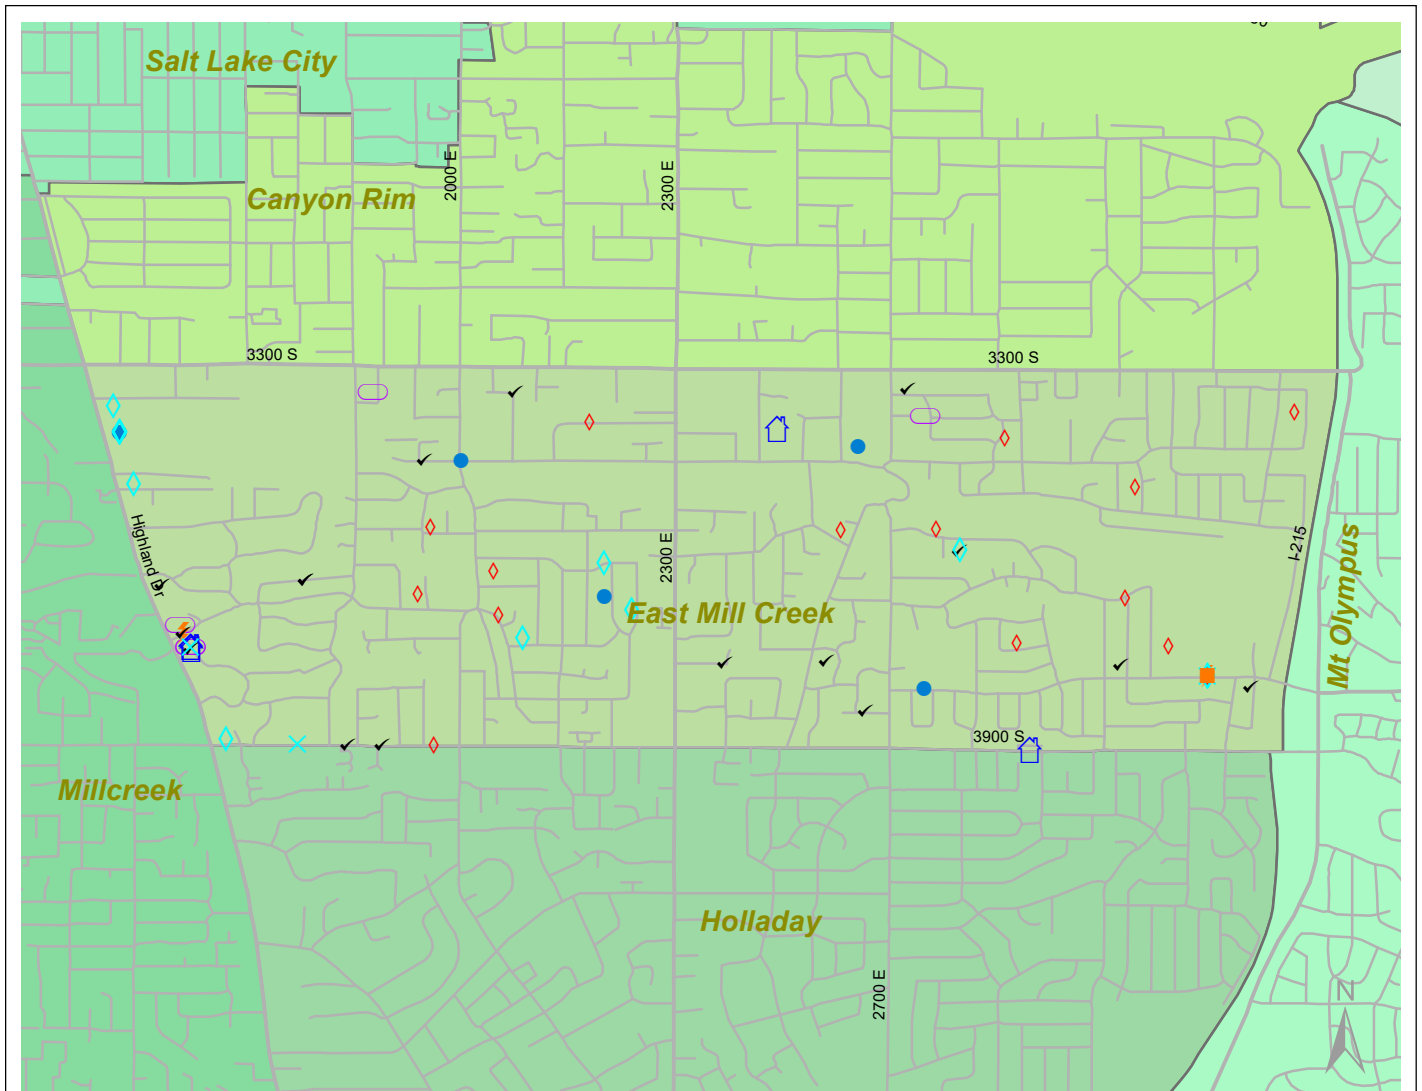 Salt Lake City
2000 E
2300 E
Canyon Rim
3300 S
3300 S
Highland Dr
2300 E
I-215
Mt Olympus
East Mill Creek
3900 S
Millcreek
Holladay
2700 E
N